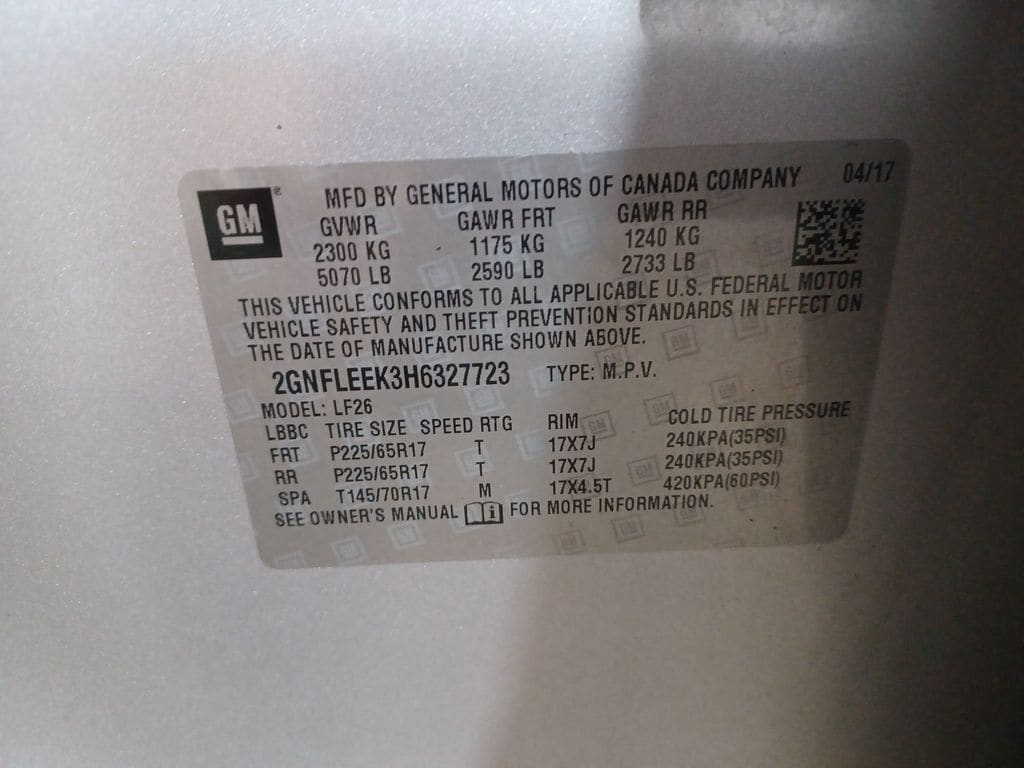 GM® MFD BY GENERAL MOTORS OF CANADA COMPANY 04/17
GVWR GAWR FRT GAWR RR
2300 KG 1175 KG 1240 KG
5070 LB 2590 LB 2733 LB
THIS VEHICLE CONFORMS TO ALL APPLICABLE U.S. FEDERAL MOTOR
VEHICLE SAFETY AND THEFT PREVENTION STANDARDS IN EFFECT ON
THE DATE OF MANUFACTURE SHOWN ABOVE.
2GNFLEEK3H6327723 TYPE: M.P.V.
MODEL: LF26
LBBC TIRE SIZE SPEED RTG RIM COLD TIRE PRESSURE
FRT P225/65R17 T 17X7J 240KPA(35PSI)
RR P225/65R17 T 17X7J 240KPA(35PSI)
SPA T145/70R17 M 17X4.5T 420KPA(60PSI)
SEE OWNER'S MANUAL i FOR MORE INFORMATION.